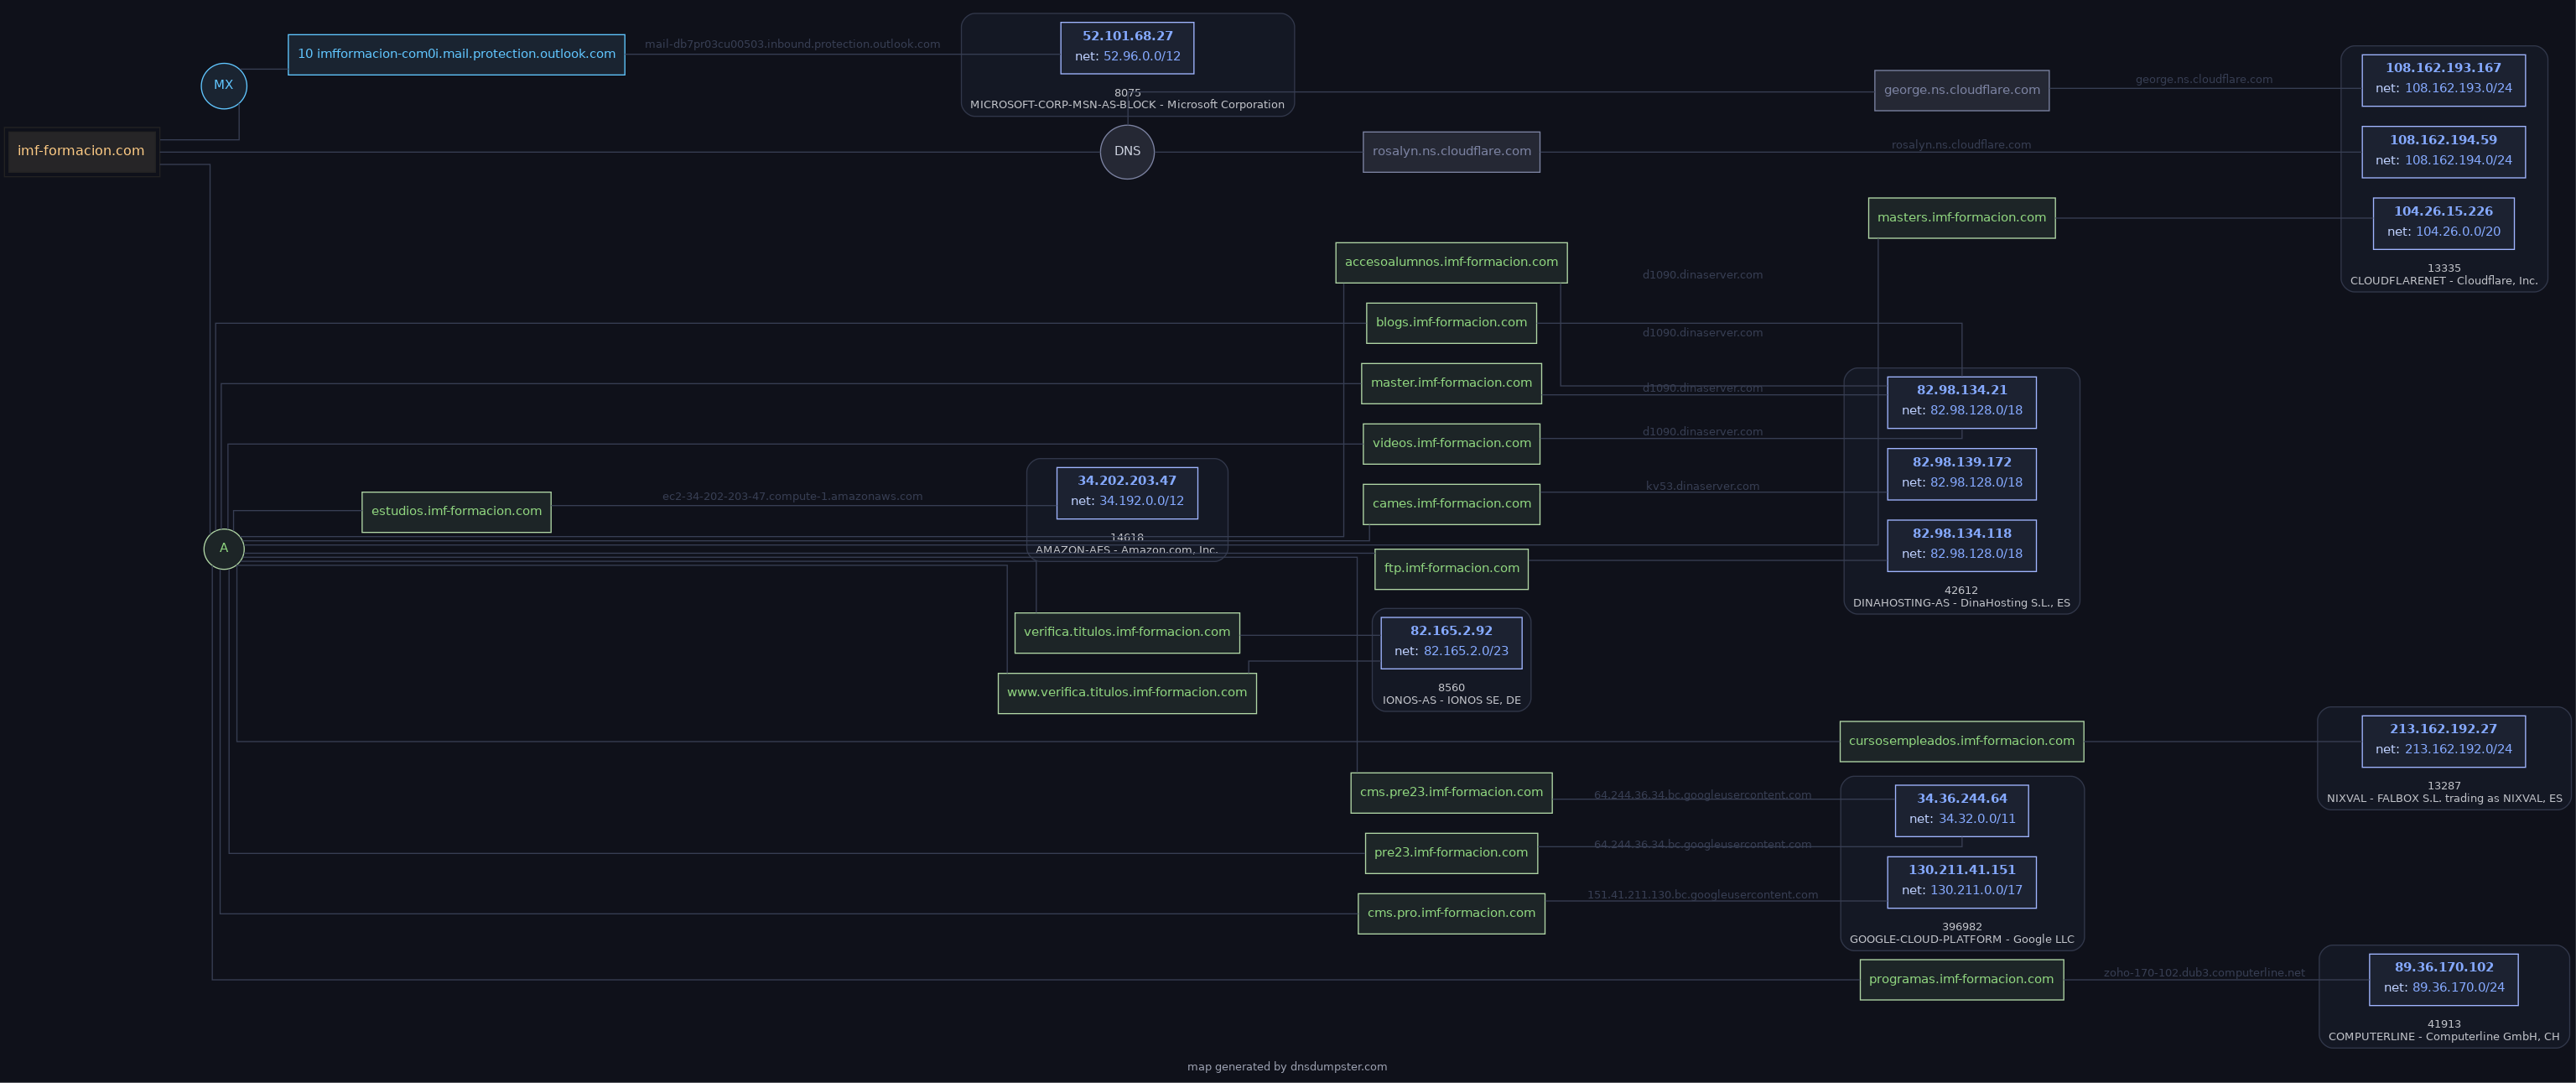 MX
10 imfformacion-com0i.mail.protection.outlook.com
mail-db7pr03cu00503.inbound.protection.outlook.com
52.101.68.27
net: 52.96.0.0/12
8075
MICROSOFT-CORP-MSN-AS-BLOCK - Microsoft Corporation
imf-formacion.com
DNS
george.ns.cloudflare.com
george.ns.cloudflare.com
108.162.193.167
net: 108.162.193.0/24
rosalyn.ns.cloudflare.com
rosalyn.ns.cloudflare.com
108.162.194.59
net: 108.162.194.0/24
masters.imf-formacion.com
104.26.15.226
net: 104.26.0.0/20
13335
CLOUDFLARENET - Cloudflare, Inc.
accesoalumnos.imf-formacion.com
d1090.dinaserver.com
blogs.imf-formacion.com
d1090.dinaserver.com
master.imf-formacion.com
d1090.dinaserver.com
82.98.134.21
net: 82.98.128.0/18
videos.imf-formacion.com
d1090.dinaserver.com
82.98.139.172
net: 82.98.128.0/18
cames.imf-formacion.com
kv53.dinaserver.com
82.98.134.118
net: 82.98.128.0/18
42612
DINAHOSTING-AS - DinaHosting S.L., ES
estudios.imf-formacion.com
ec2-34-202-203-47.compute-1.amazonaws.com
34.202.203.47
net: 34.192.0.0/12
14618
AMAZON-AES - Amazon.com, Inc.
A
ftp.imf-formacion.com
verifica.titulos.imf-formacion.com
82.165.2.92
net: 82.165.2.0/23
8560
IONOS-AS - IONOS SE, DE
www.verifica.titulos.imf-formacion.com
cursosempleados.imf-formacion.com
213.162.192.27
net: 213.162.192.0/24
13287
NIXVAL - FALBOX S.L. trading as NIXVAL, ES
cms.pre23.imf-formacion.com
64.244.36.34.bc.googleusercontent.com
34.36.244.64
net: 34.32.0.0/11
pre23.imf-formacion.com
64.244.36.34.bc.googleusercontent.com
130.211.41.151
net: 130.211.0.0/17
cms.pro.imf-formacion.com
151.41.211.130.bc.googleusercontent.com
396982
GOOGLE-CLOUD-PLATFORM - Google LLC
programas.imf-formacion.com
zoho-170-102.dub3.computerline.net
89.36.170.102
net: 89.36.170.0/24
41913
COMPUTERLINE - Computerline GmbH, CH
map generated by dnsdumpster.com